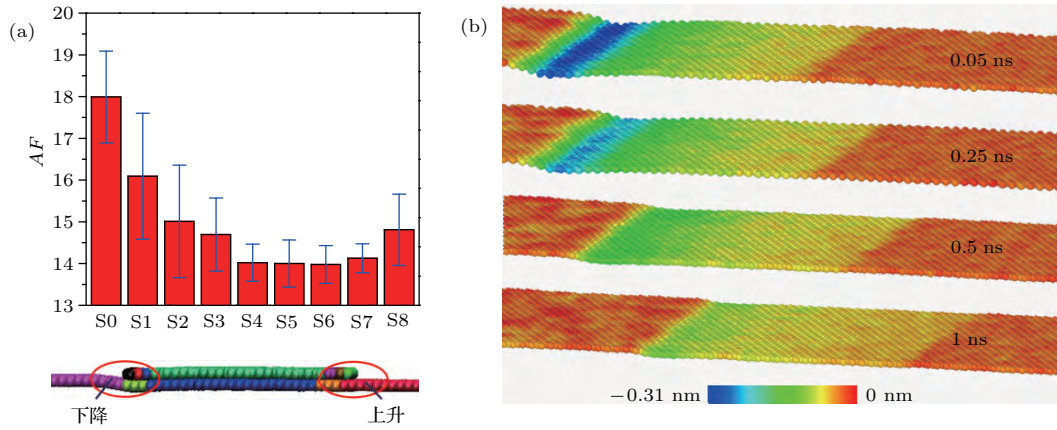 (a)
20
19
18
17
16
15
14
13
AF
S0 S1 S2 S3 S4 S5 S6 S7 S8
下降
上升
(b)
0.05 ns
0.25 ns
0.5 ns
1 ns
−0.31 nm
0 nm